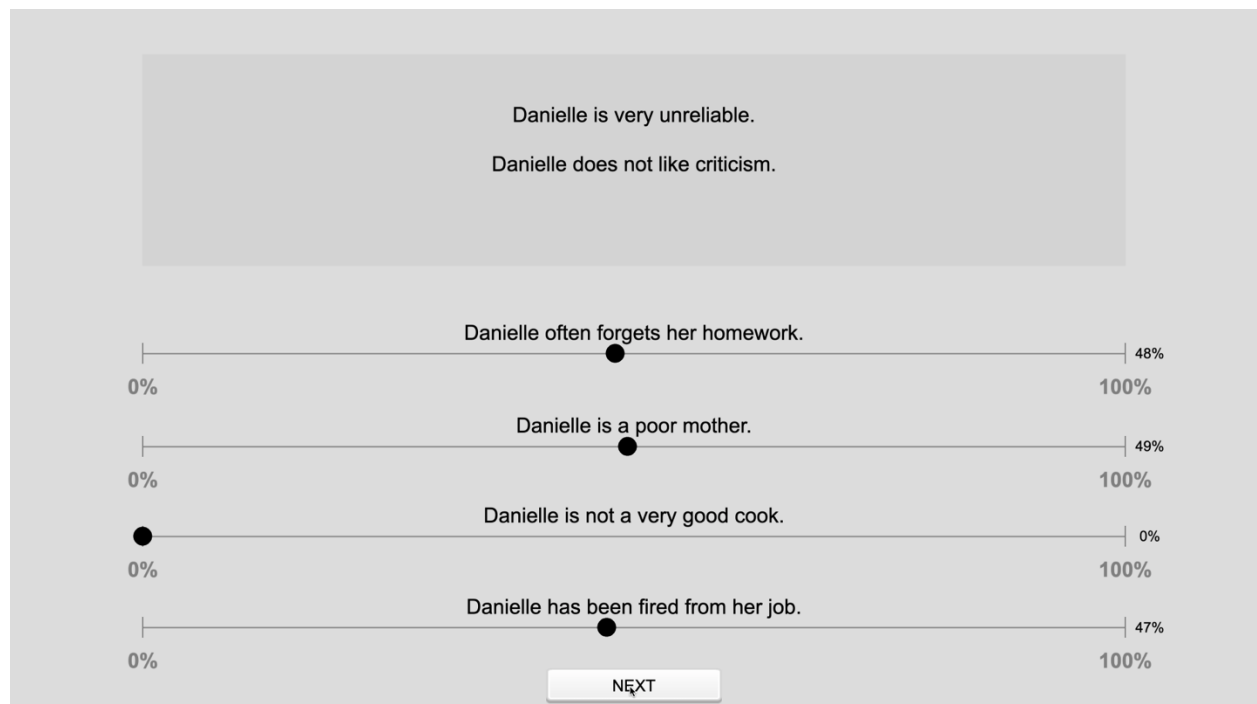 Danielle is very unreliable.
Danielle does not like criticism.
Danielle often forgets her homework.
48%
0% 100%
Danielle is a poor mother.
49%
0% 100%
Danielle is not a very good cook.
0%
0% 100%
Danielle has been fired from her job.
47%
0% 100%
NEXT